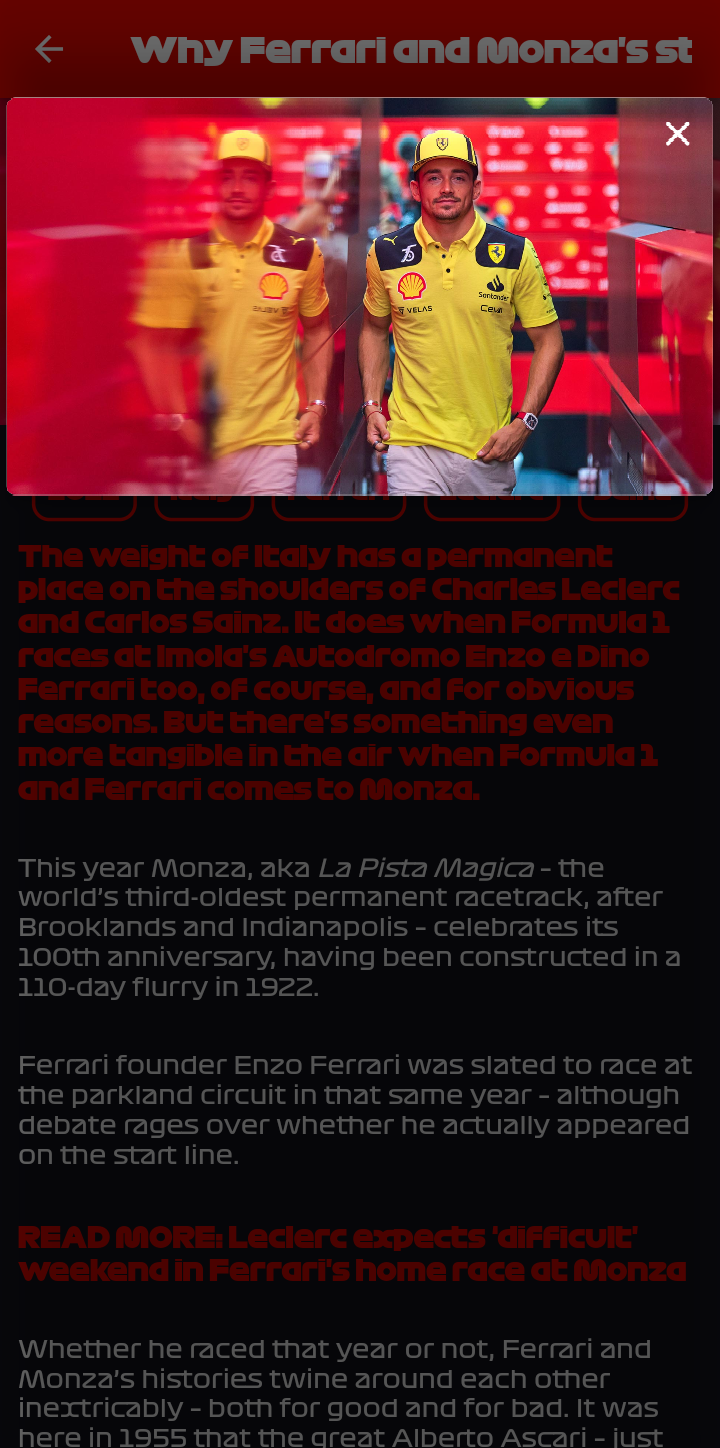 Why Ferrari and Monza's st
Santander
VELAS
Ceva
The weight of Italy has a permanent
place on the shoulders of Charles Leclerc
and Carlos Sainz. It does when Formula 1
races at Imola's Autodromo Enzo e Dino
Ferrari too, of course, and for obvious
reasons. But there's something even
more tangible in the air when Formula 1
and Ferrari comes to Monza.
This year Monza, aka La Pista Magica – the
world’s third-oldest permanent racetrack, after
Brooklands and Indianapolis – celebrates its
100th anniversary, having been constructed in a
110-day flurry in 1922.
Ferrari founder Enzo Ferrari was slated to race at
the parkland circuit in that same year – although
debate rages over whether he actually appeared
on the start line.
READ MORE: Leclerc expects 'difficult'
weekend in Ferrari's home race at Monza
Whether he raced that year or not, Ferrari and
Monza’s histories twine around each other
inextricably – both for good and for bad. It was
here in 1955 that the great Alberto Ascari – just